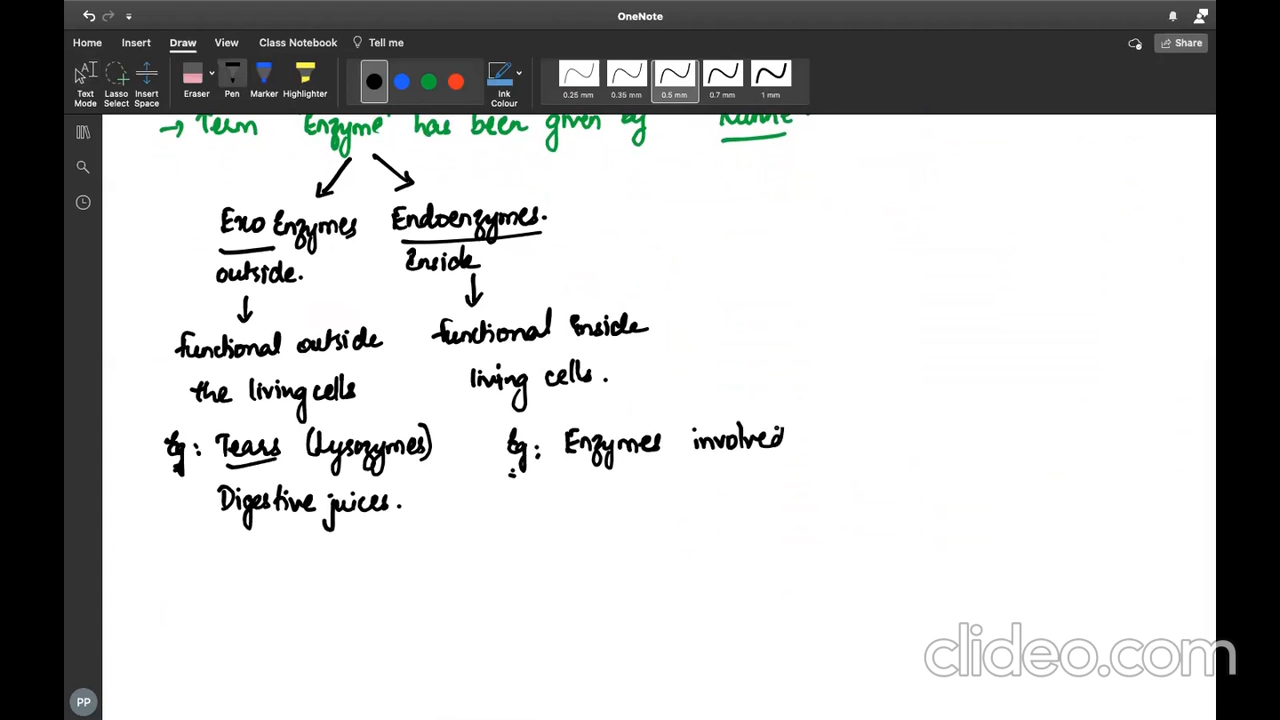 OneNote
Home Insert Draw View Class Notebook Tell me
Share
Text Mode
Lasso Select
Insert Space
Eraser
Pen
Marker
Highlighter
Ink Colour
0.25 mm
0.35 mm
0.5 mm
0.7 mm
1 mm
→ Term 'Enzyme' has been given by
Exo Enzymes Endoenzymes.
outside. Inside
functional outside functional inside
the living cells living cells.
Eg: Tears (Lysozymes) Eg: Enzymes involved
Digestive juices.
clideo.com
PP